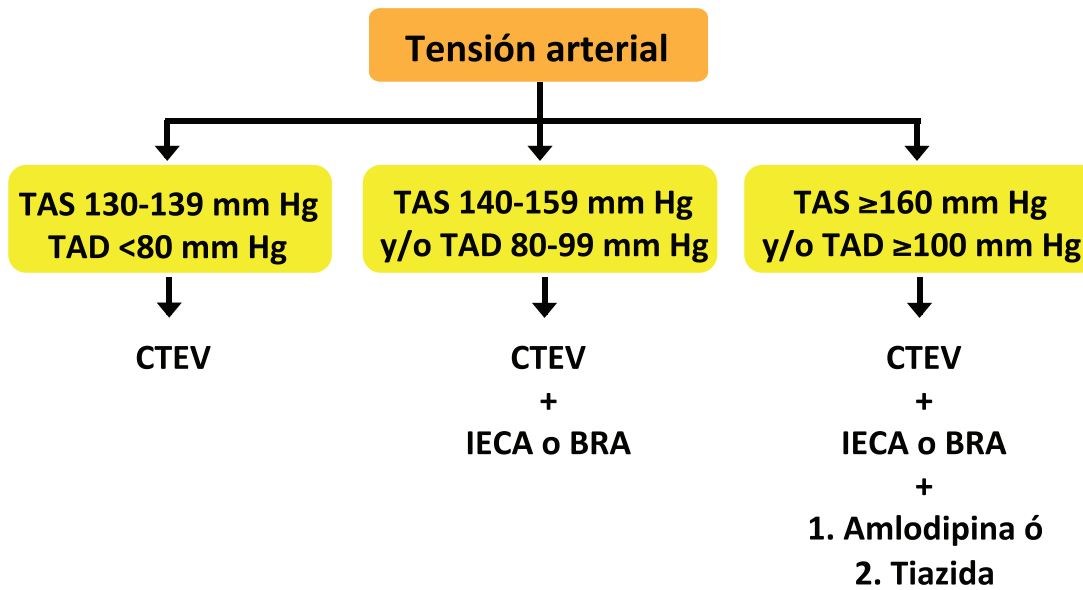 Tensión arterial
TAS 130-139 mm Hg
TAD <80 mm Hg
TAS 140-159 mm Hg
y/o TAD 80-99 mm Hg
TAS ≥160 mm Hg
y/o TAD ≥100 mm Hg
CTEV
CTEV
+
IECA o BRA
CTEV
+
IECA o BRA
+
1. Amlodipina ó
2. Tiazida